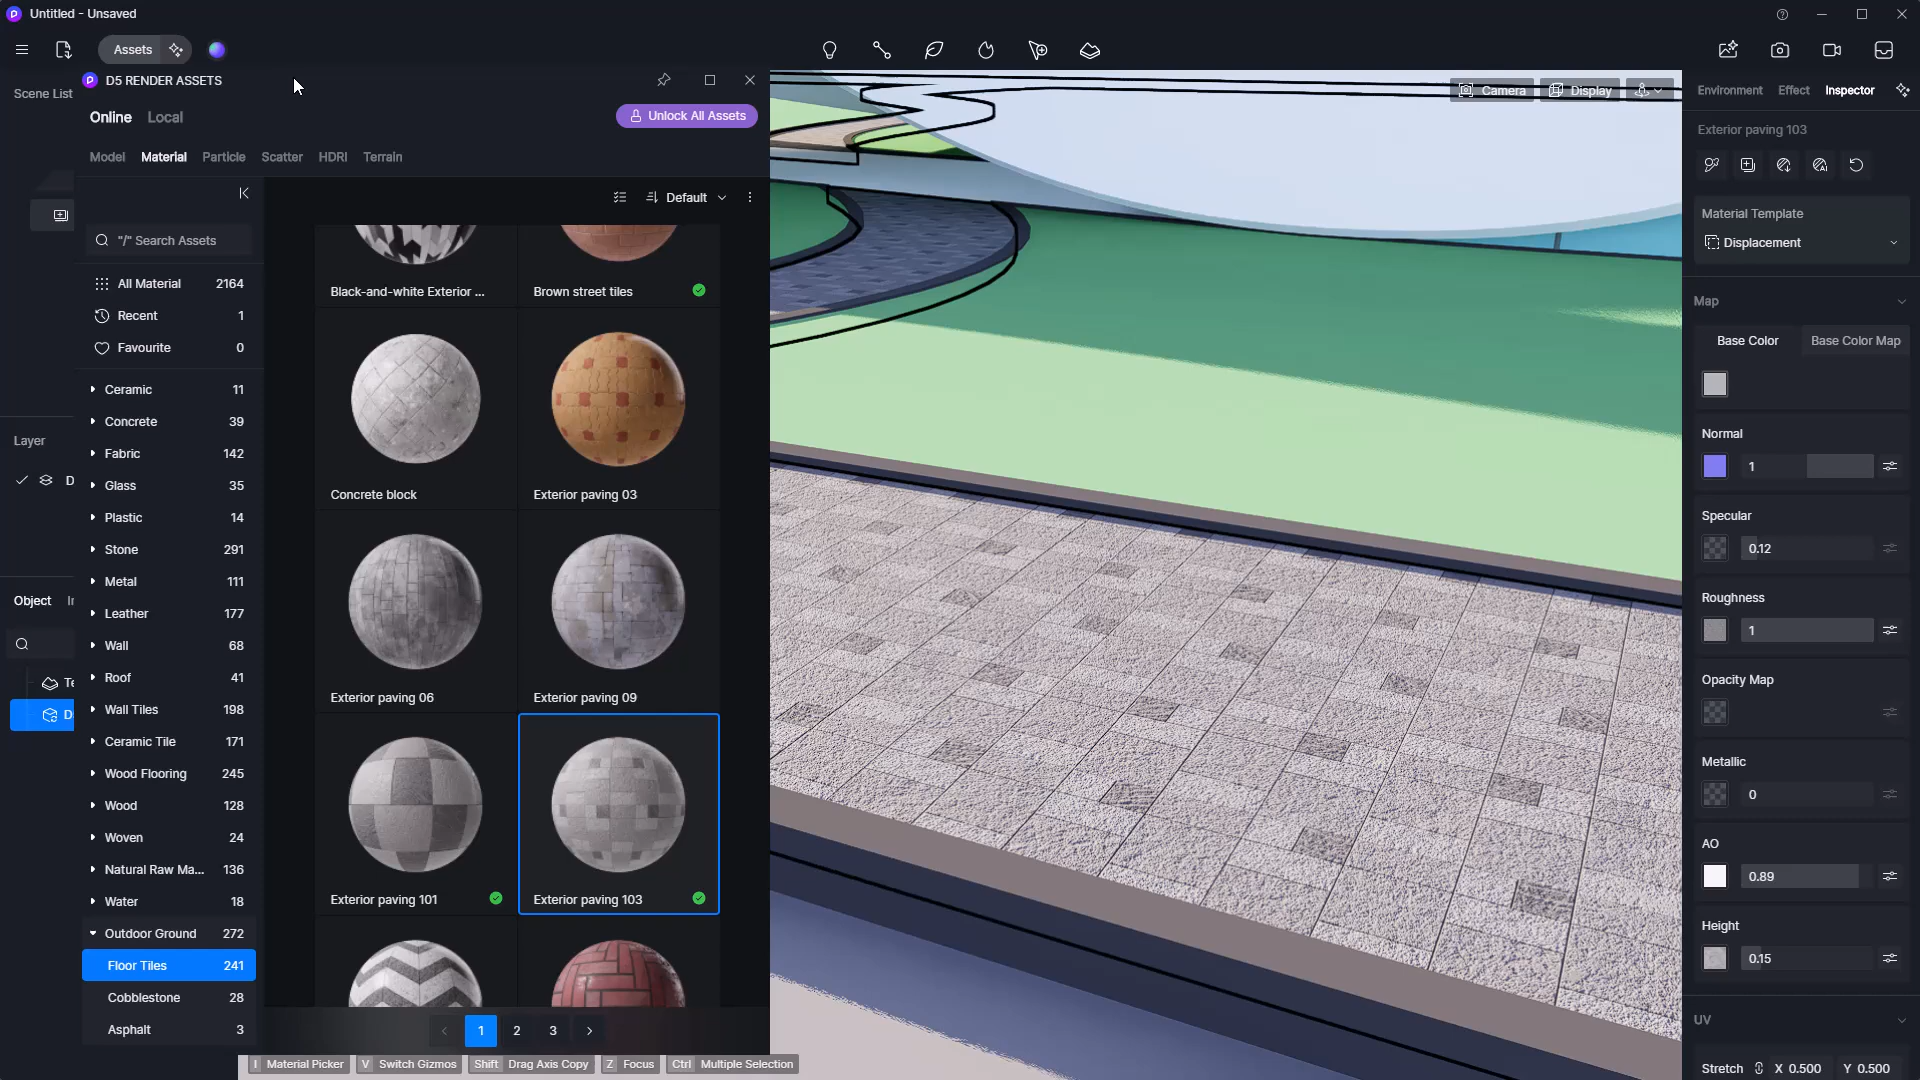 Untitled - Unsaved
Assets
D5 RENDER ASSETS
Scene List
Online Local
Unlock All Assets
Model Material Particle Scatter HDRI Terrain
Default
"/" Search Assets
All Material 2164
Recent 1
Favourite 0
Ceramic 11
Concrete 39
Fabric 142
Glass 35
Plastic 14
Stone 291
Metal 111
Leather 177
Wall 68
Roof 41
Wall Tiles 198
Ceramic Tile 171
Wood Flooring 245
Wood 128
Woven 24
Natural Raw Ma... 136
Water 18
Outdoor Ground 272
Floor Tiles 241
Cobblestone 28
Asphalt 3
Layer
D
Object
Te
D
Black-and-white Exterior ...
Brown street tiles
Concrete block
Exterior paving 03
Exterior paving 06
Exterior paving 09
Exterior paving 101
Exterior paving 103
1 2 3
I Material Picker V Switch Gizmos Shift Drag Axis Copy Z Focus Ctrl Multiple Selection
Camera Display
Environment Effect Inspector
Exterior paving 103
Material Template
Displacement
Map
Base Color Base Color Map
Normal
1
Specular
0.12
Roughness
1
Opacity Map
Metallic
0
AO
0.89
Height
0.15
UV
Stretch X 0.500 Y 0.500